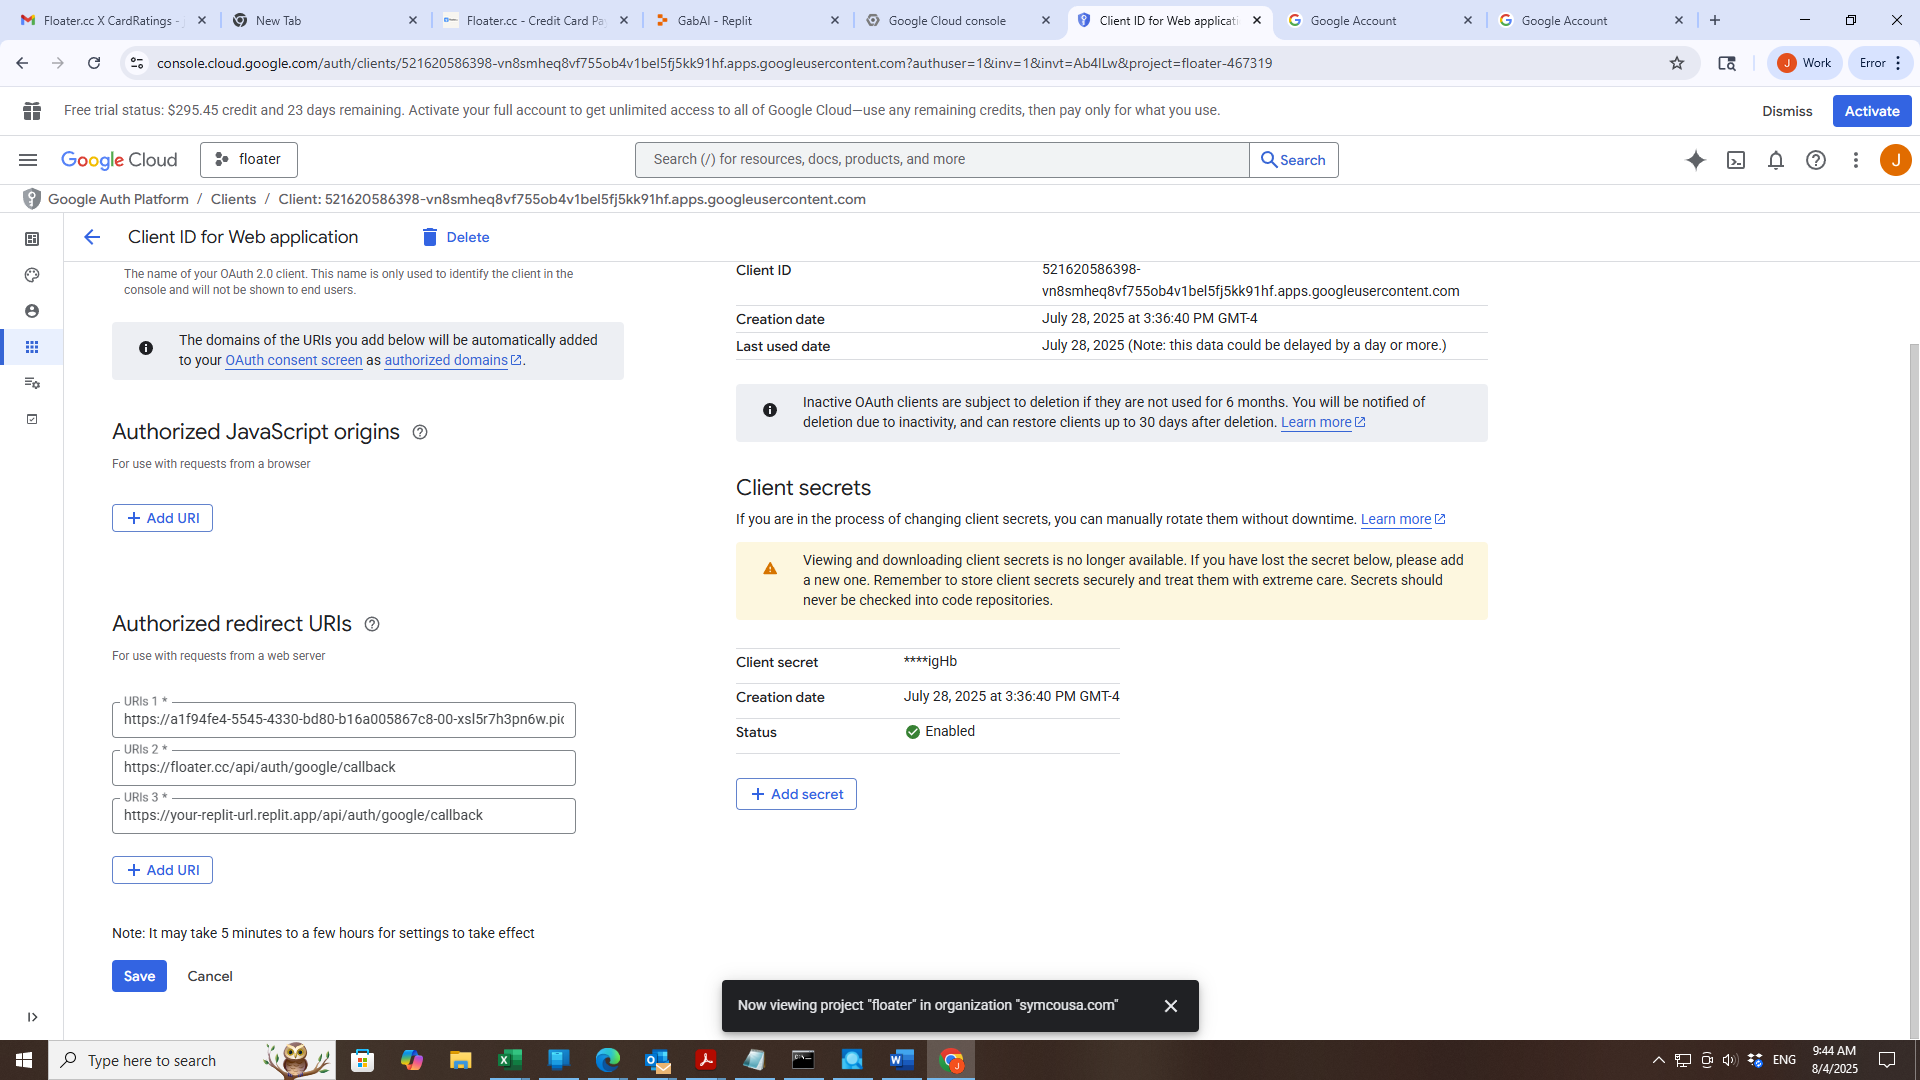 Floater.cc X CardRatings -
New Tab
Floater.cc - Credit Card Pa
GabAI - Replit
Google Cloud console
Client ID for Web applicati
Google Account
Google Account
console.cloud.google.com/auth/clients/521620586398-vn8smheq8vf755ob4v1bel5fj5kk91hf.apps.googleusercontent.com?authuser=1&inv=1&invt=Ab4ILw&project=floater-467319
J Work
Error
Free trial status: $295.45 credit and 23 days remaining. Activate your full account to get unlimited access to all of Google Cloud—use any remaining credits, then pay only for what you use.
Dismiss
Activate
Google Cloud
floater
Search (/) for resources, docs, products, and more
Search
J
Google Auth Platform / Clients / Client: 521620586398-vn8smheq8vf755ob4v1bel5fj5kk91hf.apps.googleusercontent.com
Client ID for Web application
Delete
The name of your OAuth 2.0 client. This name is only used to identify the client in the
console and will not be shown to end users.
The domains of the URIs you add below will be automatically added
to your OAuth consent screen as authorized domains.
Authorized JavaScript origins
For use with requests from a browser
+ Add URI
Authorized redirect URIs
For use with requests from a web server
URIs 1 *
https://a1f94fe4-5545-4330-bd80-b16a005867c8-00-xsl5r7h3pn6w.pic
URIs 2 *
https://floater.cc/api/auth/google/callback
URIs 3 *
https://your-replit-url.replit.app/api/auth/google/callback
+ Add URI
Note: It may take 5 minutes to a few hours for settings to take effect
Save
Cancel
Client ID
521620586398-
vn8smheq8vf755ob4v1bel5fj5kk91hf.apps.googleusercontent.com
Creation date
July 28, 2025 at 3:36:40 PM GMT-4
Last used date
July 28, 2025 (Note: this data could be delayed by a day or more.)
Inactive OAuth clients are subject to deletion if they are not used for 6 months. You will be notified of
deletion due to inactivity, and can restore clients up to 30 days after deletion. Learn more
Client secrets
If you are in the process of changing client secrets, you can manually rotate them without downtime. Learn more
Viewing and downloading client secrets is no longer available. If you have lost the secret below, please add
a new one. Remember to store client secrets securely and treat them with extreme care. Secrets should
never be checked into code repositories.
Client secret
****igHb
Creation date
July 28, 2025 at 3:36:40 PM GMT-4
Status
Enabled
+ Add secret
Now viewing project "floater" in organization "symcousa.com"
Type here to search
ENG
9:44 AM
8/4/2025